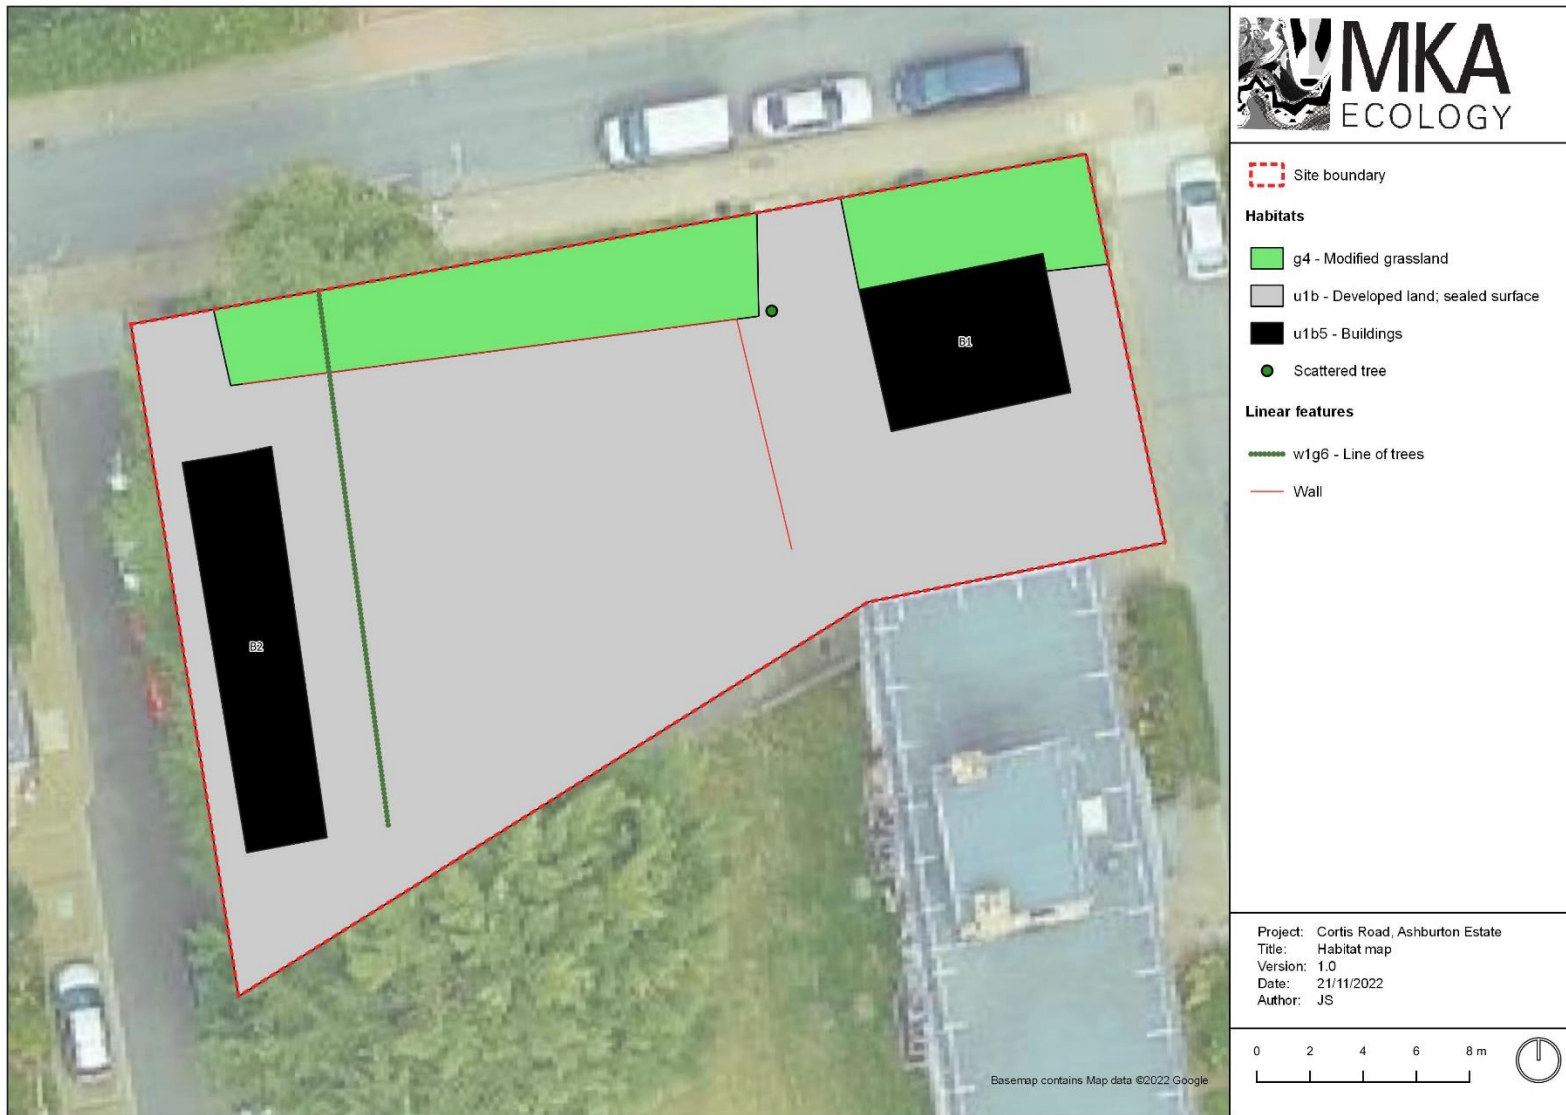 MKA
ECOLOGY
Site boundary
Habitats
g4 - Modified grassland
u1b - Developed land; sealed surface
u1b5 - Buildings
Scattered tree
Linear features
w1g6 - Line of trees
Wall
B1
B2
Project: Cortis Road, Ashburton Estate
Title: Habitat map
Version: 1.0
Date: 21/11/2022
Author: JS
0 2 4 6 8 m
Basemap contains Map data ©2022 Google